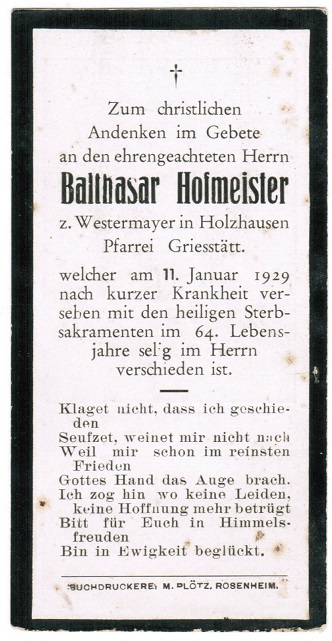 Zum christlichen
Andenken im Gebete
an den ehrengeachteten Herrn
Balthasar Hofmeister
z. Westermayer in Holzhausen
Pfarrei Griesstätt.
welcher am 11. Januar 1929
nach kurzer Krankheit ver-
sehen mit den heiligen Sterb-
sakramenten im 64. Lebens-
jahre selig im Herrn
verschieden ist.
Klaget nicht, dass ich geschie-
den
Seufzet, weinet mir nicht nach
Weil mir schon im reinsten
Frieden
Gottes Hand das Auge brach.
Ich zog hin wo keine Leiden,
keine Hoffnung mehr betrügt
Bitt für Euch in Himmels-
freuden
Bin in Ewigkeit beglückt.
BUCHDRUCKEREI M. PLÖTZ, ROSENHEIM.